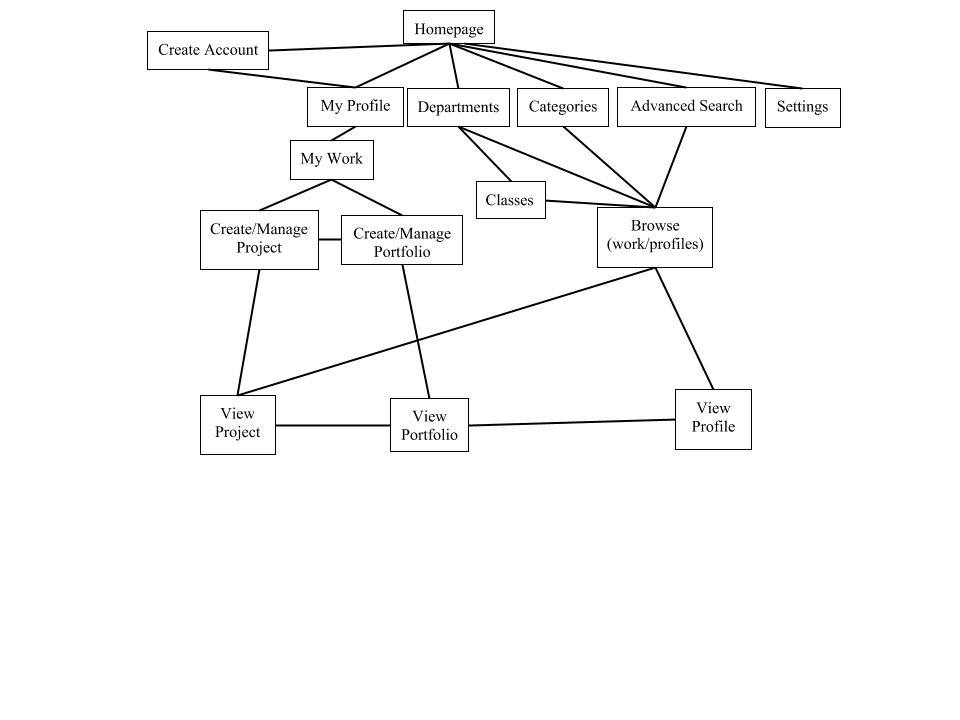 Homepage
Create Account
My Profile
Departments
Categories
Advanced Search
Settings
My Work
Classes
Create/Manage
Project
Create/Manage
Portfolio
Browse
(work/profiles)
View
Project
View
Portfolio
View
Profile